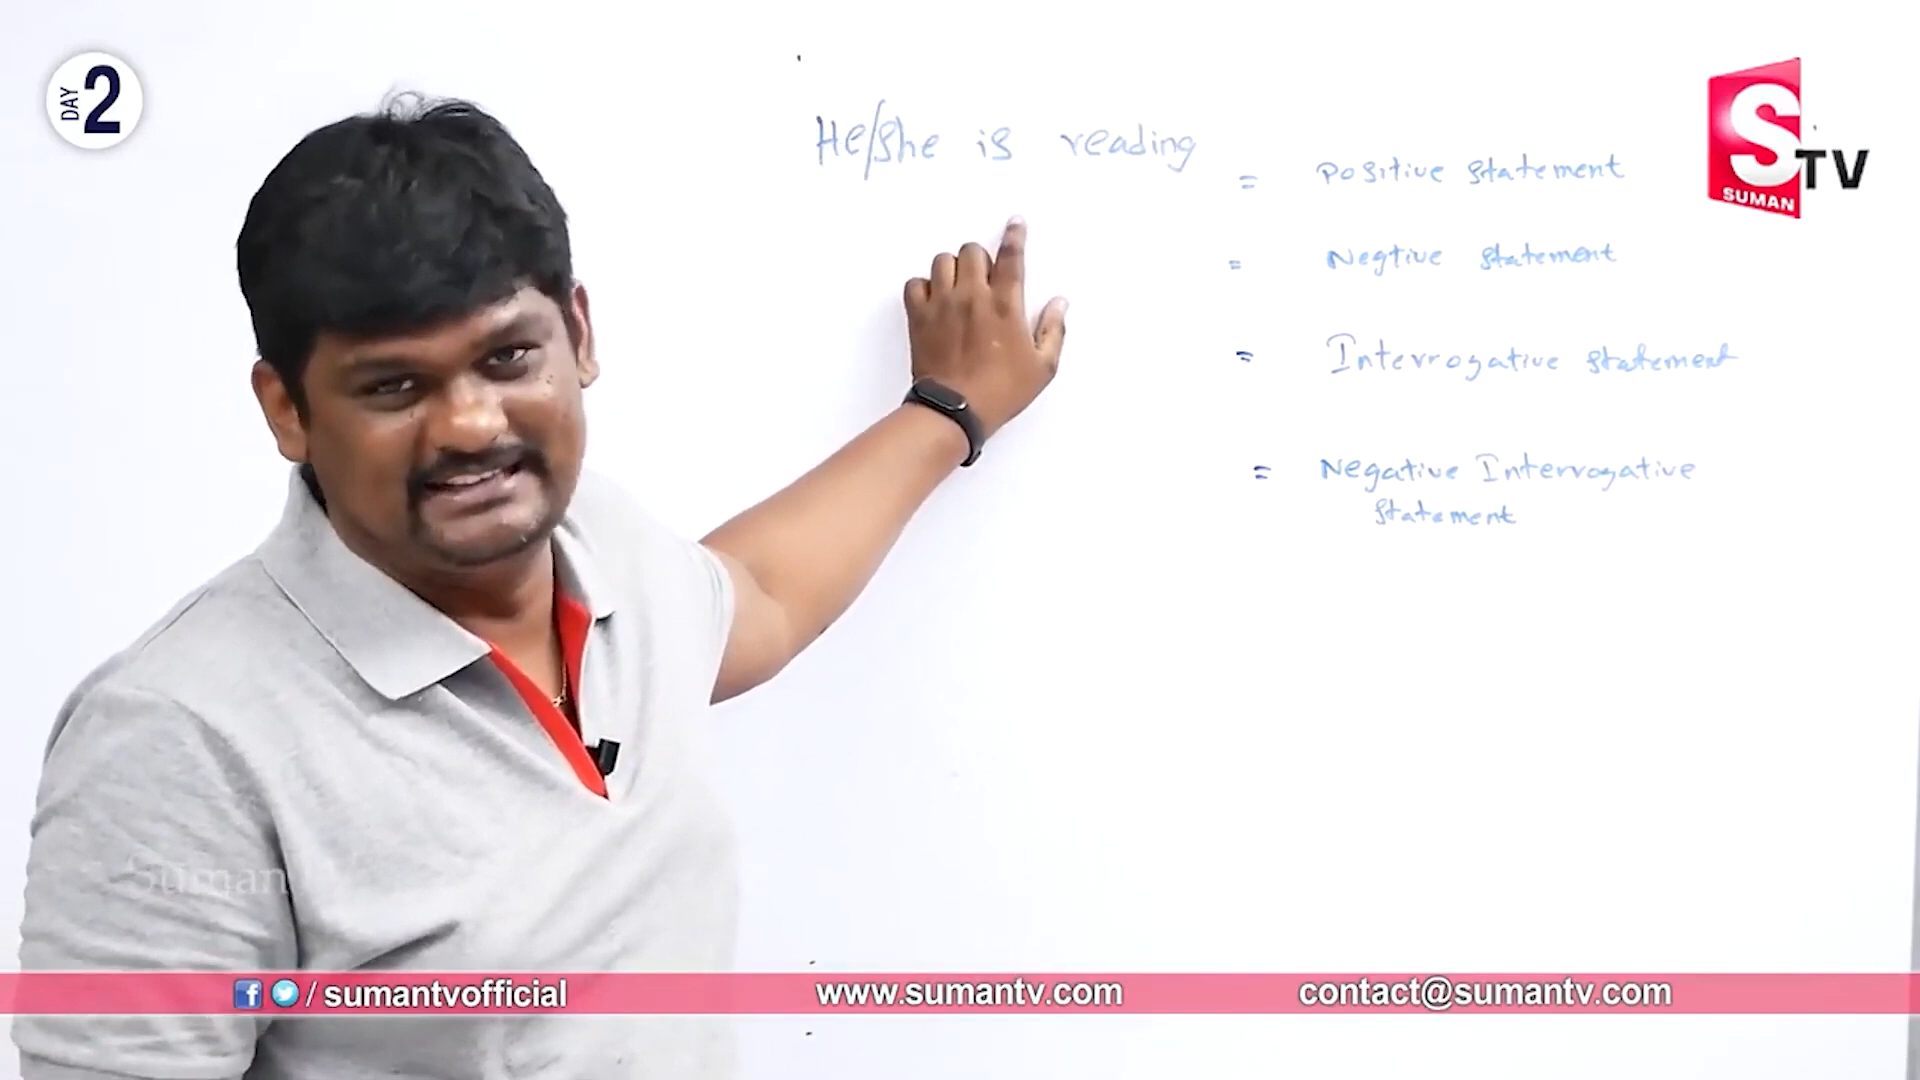 DAY 2
He/She is reading
= Positive Statement
= Negtive Statement
= Interrogative Statement
= Negative Interrogative
Statement
S TV
SUMAN
Suman
f / sumantvofficial
www.sumantv.com
contact@sumantv.com